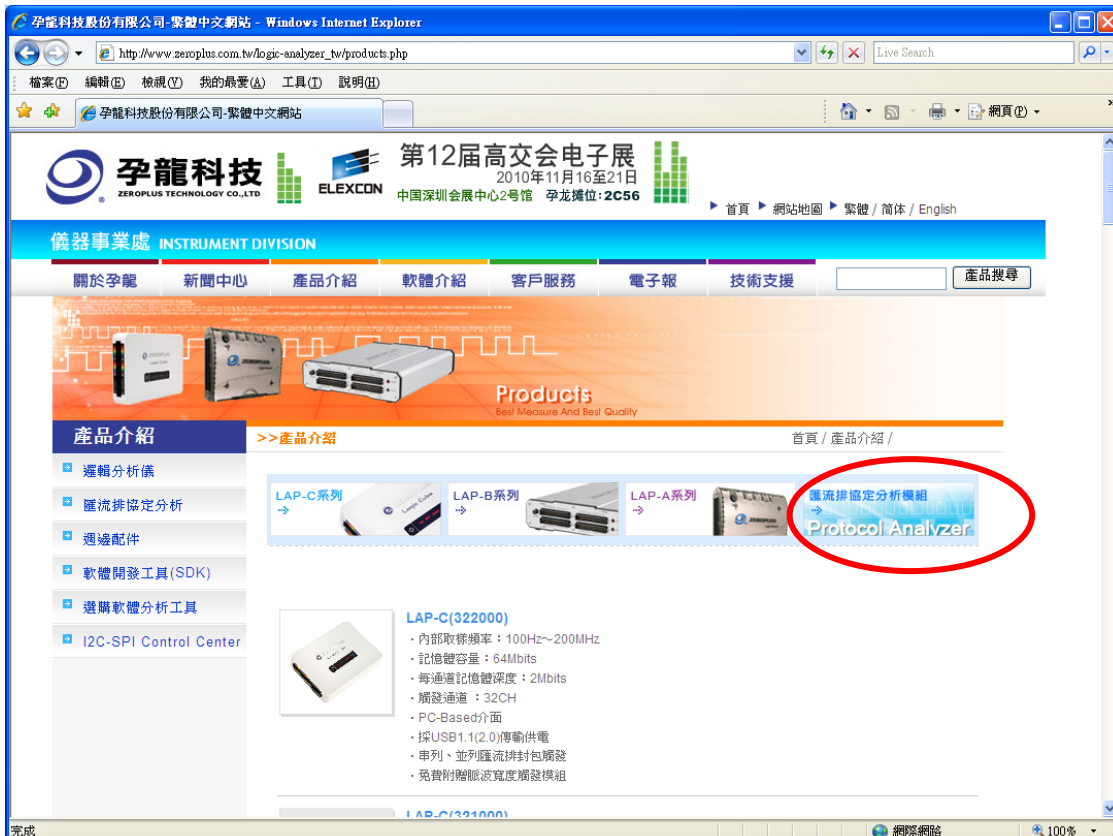 孕龍科技股份有限公司-繁體中文網站 - Windows Internet Explorer
http://www.zeroplus.com.tw/logic-analyzer_tw/products.php
Live Search
檔案(F) 編輯(E) 檢視(V) 我的最愛(A) 工具(T) 說明(H)
孕龍科技股份有限公司-繁體中文網站
網頁(P)
孕龍科技
ZEROPLUS TECHNOLOGY CO.,LTD
ELEXCON
第12届高交会电子展
2010年11月16至21日
中国深圳会展中心2号馆 孕龙摊位:2C56
首頁 網站地圖 繁體 / 简体 / English
儀器事業處 INSTRUMENT DIVISION
關於孕龍 新聞中心 產品介紹 軟體介紹 客戶服務 電子報 技術支援 產品搜尋
Products
Best Measure And Best Quality
產品介紹
>>產品介紹
首頁 / 產品介紹 /
邏輯分析儀
匯流排協定分析
週邊配件
軟體開發工具(SDK)
選購軟體分析工具
I2C-SPI Control Center
LAP-C系列
LAP-B系列
LAP-A系列
匯流排協定分析模組
Protocol Analyzer
LAP-C(322000)
‧內部取樣頻率：100Hz～200MHz
‧記憶體容量：64Mbits
‧每通道記憶體深度：2Mbits
‧觸發通道 ：32CH
‧PC-Based介面
‧採USB1.1(2.0)傳輸供電
‧串列、並列匯流排封包觸發
‧免費附贈脈波寬度觸發模組
LAP-C(321000)
完成
網際網路
100%